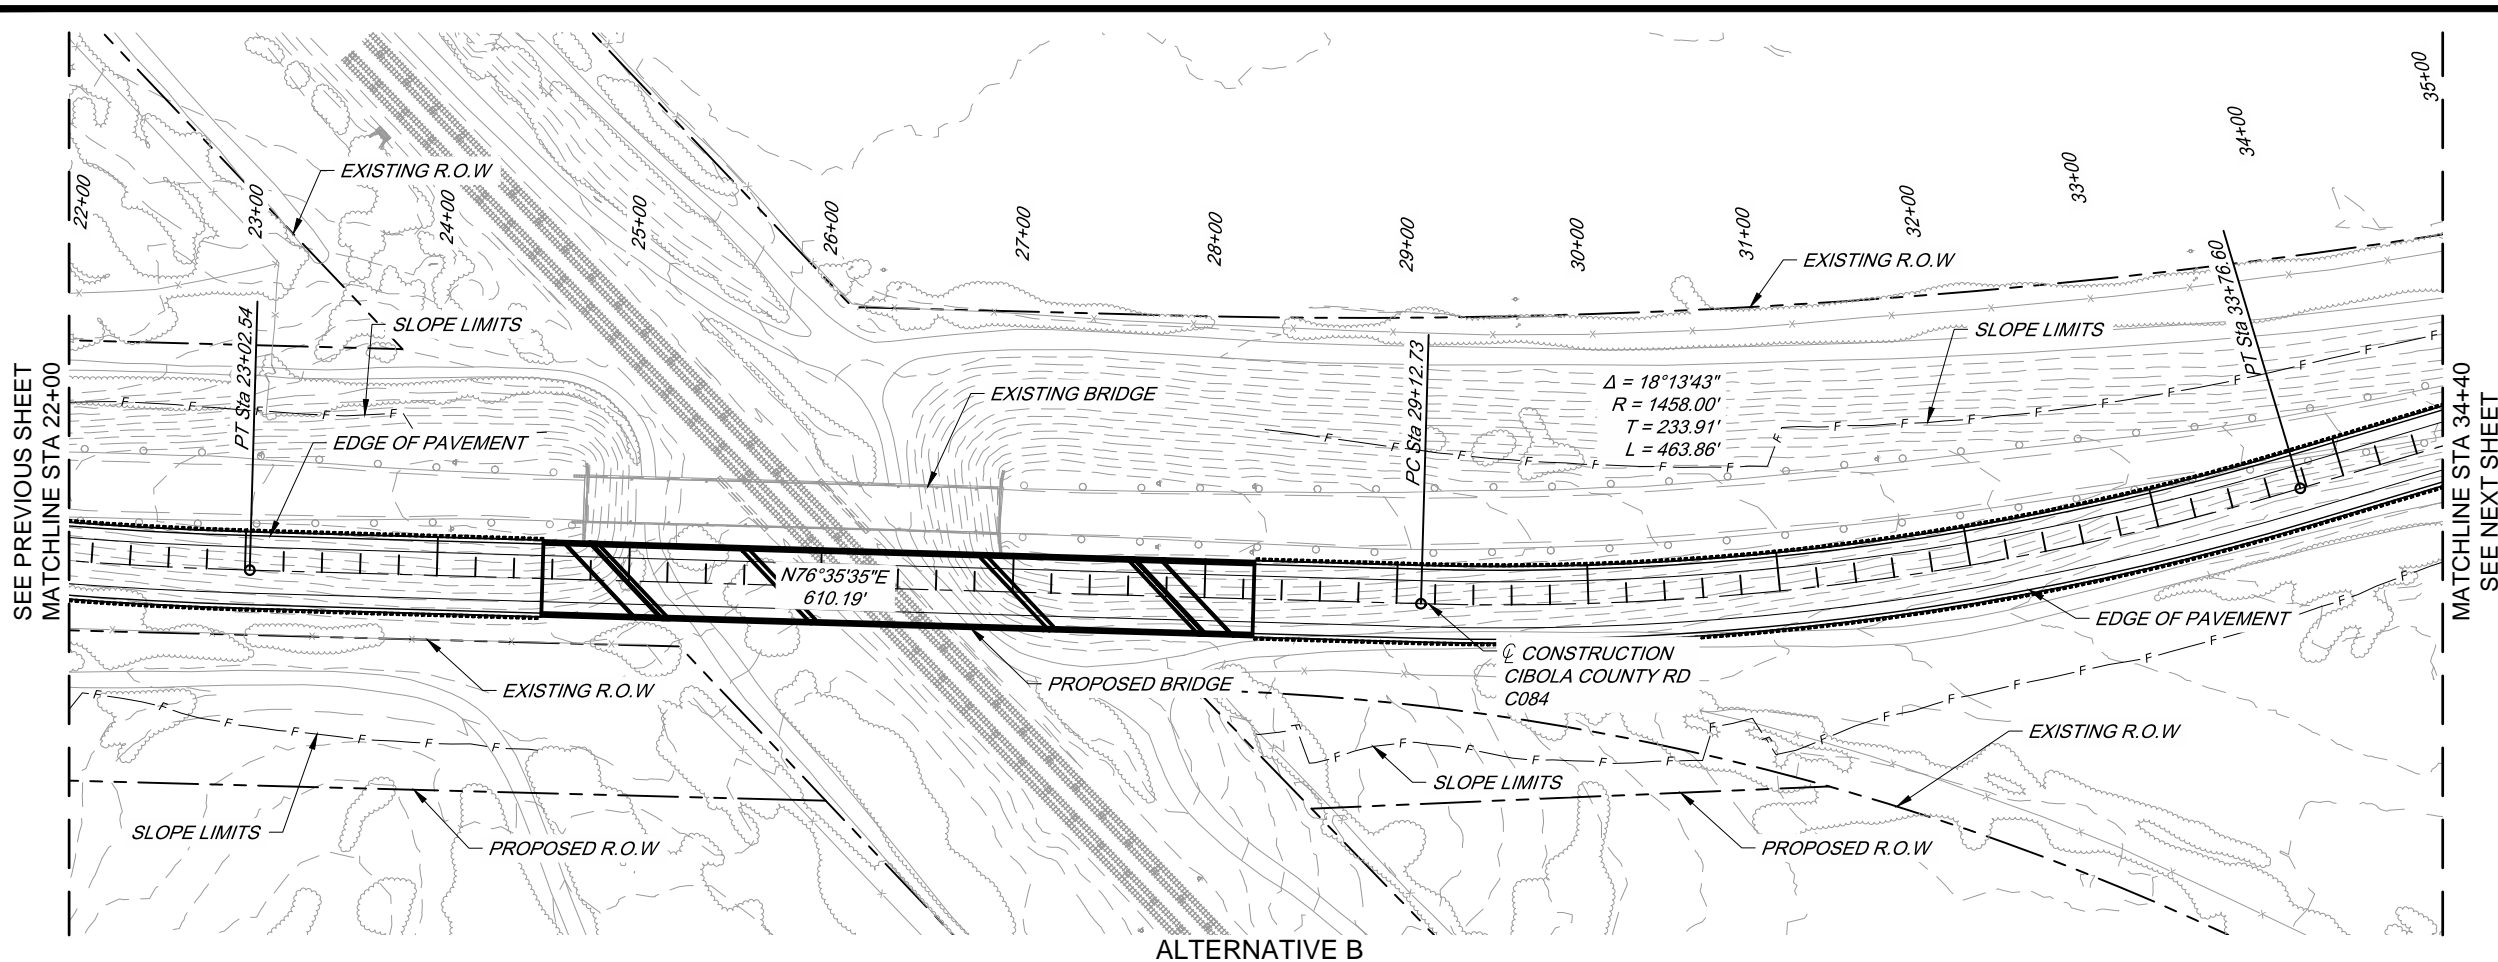 35+00
34+00
33+00
32+00
31+00
30+00
29+00
28+00
27+00
26+00
25+00
24+00
23+00
22+00
EXISTING R.O.W
EXISTING R.O.W
SLOPE LIMITS
SLOPE LIMITS
PT Sta 23+02.54
PC Sta 29+12.73
PT Sta 33+76.60
Δ = 18°13'43"
R = 1458.00'
T = 233.91'
L = 463.86'
EXISTING BRIDGE
EDGE OF PAVEMENT
SEE PREVIOUS SHEET
MATCHLINE STA 22+00
MATCHLINE STA 34+40
SEE NEXT SHEET
N76°35'35"E
610.19'
EDGE OF PAVEMENT
℄ CONSTRUCTION
CIBOLA COUNTY RD
C084
EXISTING R.O.W
PROPOSED BRIDGE
EXISTING R.O.W
SLOPE LIMITS
SLOPE LIMITS
PROPOSED R.O.W
PROPOSED R.O.W
F F F F F
F F F F F F F F F F F F F F F F F
F F F F F F F
F F F F F F F F F F F F F F F F F
ALTERNATIVE B